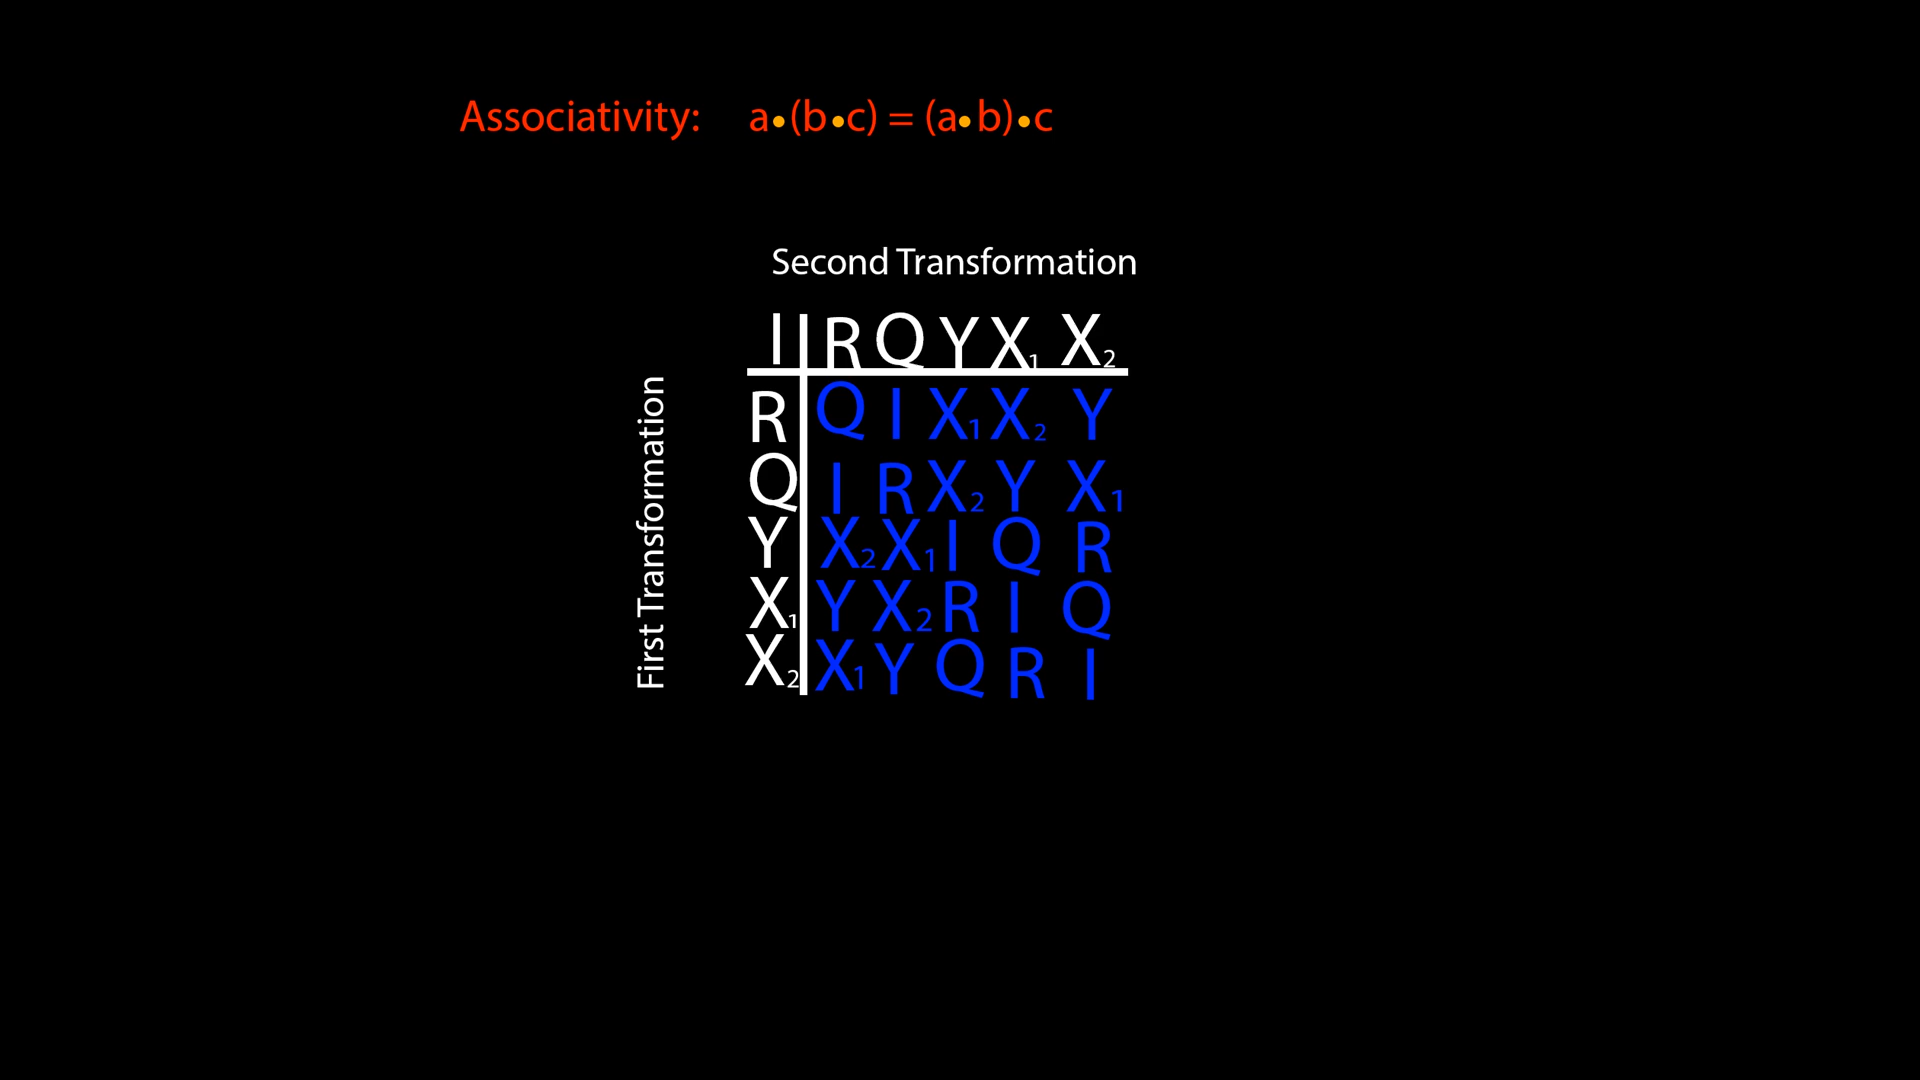 Associativity: a•(b•c) = (a•b)•c
Second Transformation
First Transformation
I R Q Y X₁ X₂
R Q I X₁ X₂ Y
Q I R X₂ Y X₁
Y X₂ X₁ I Q R
X₁ Y X₂ R I Q
X₂ X₁ Y Q R I